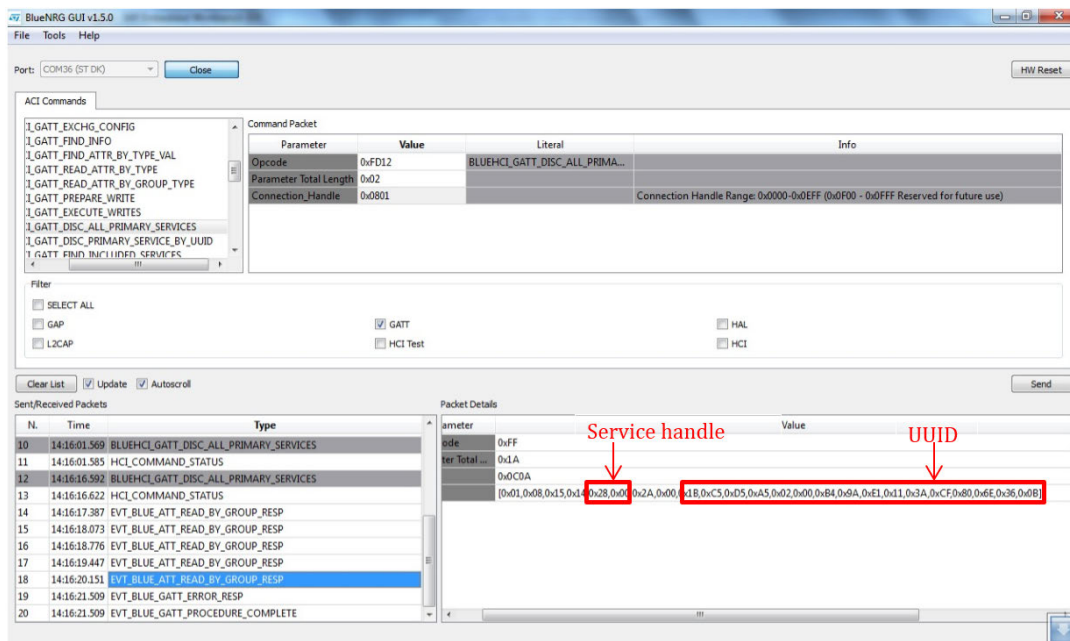 BlueNRG GUI v1.5.0
File Tools Help
Port: COM36 (ST DK) Close HW Reset
ACI Commands
I_GATT_EXCHG_CONFIG
I_GATT_FIND_INFO
I_GATT_FIND_ATTR_BY_TYPE_VAL
I_GATT_READ_ATTR_BY_TYPE
I_GATT_READ_ATTR_BY_GROUP_TYPE
I_GATT_PREPARE_WRITE
I_GATT_EXECUTE_WRITES
I_GATT_DISC_ALL_PRIMARY_SERVICES
I_GATT_DISC_PRIMARY_SERVICE_BY_UUID
I_GATT_FIND_INCLUDED_SERVICES
Command Packet
Parameter Value Literal Info
Opcode 0xFD12 BLUEHCI_GATT_DISC_ALL_PRIMA...
Parameter Total Length 0x02
Connection_Handle 0x0801 Connection Handle Range: 0x0000-0x0EFF (0x0F00 - 0x0FFF Reserved for future use)
Filter
SELECT ALL
GAP GATT HAL
L2CAP HCI Test HCI
Clear List Update Autoscroll Send
Sent/Received Packets
N. Time Type
10 14:16:01.569 BLUEHCI_GATT_DISC_ALL_PRIMARY_SERVICES
11 14:16:01.585 HCI_COMMAND_STATUS
12 14:16:16.592 BLUEHCI_GATT_DISC_ALL_PRIMARY_SERVICES
13 14:16:16.622 HCI_COMMAND_STATUS
14 14:16:17.387 EVT_BLUE_ATT_READ_BY_GROUP_RESP
15 14:16:18.073 EVT_BLUE_ATT_READ_BY_GROUP_RESP
16 14:16:18.776 EVT_BLUE_ATT_READ_BY_GROUP_RESP
17 14:16:19.447 EVT_BLUE_ATT_READ_BY_GROUP_RESP
18 14:16:20.151 EVT_BLUE_ATT_READ_BY_GROUP_RESP
19 14:16:21.509 EVT_BLUE_GATT_ERROR_RESP
20 14:16:21.509 EVT_BLUE_GATT_PROCEDURE_COMPLETE
Packet Details
ameter Value
Service handle UUID
ode 0xFF
ter Total ... 0x1A
0x0C0A
[0x01,0x08,0x15,0x14,0x28,0x00,0x2A,0x00,0x1B,0xC5,0xD5,0xA5,0x02,0x00,0xB4,0x9A,0xE1,0x11,0x3A,0xCF,0x80,0x6E,0x36,0x0B]